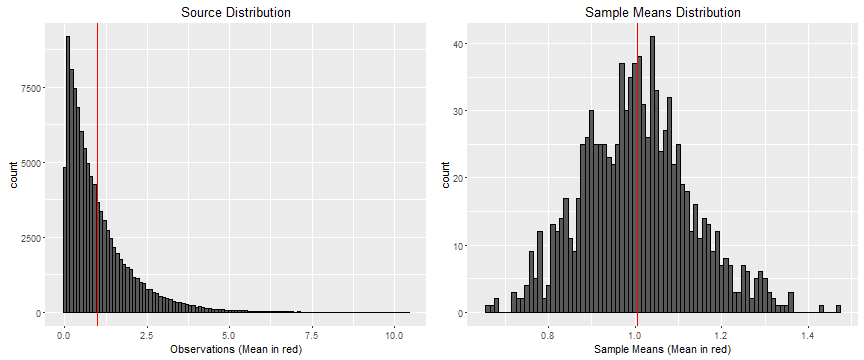 Source Distribution
count
7500
5000
2500
0
0.0 2.5 5.0 7.5 10.0
Observations (Mean in red)
Sample Means Distribution
count
40
30
20
10
0
0.8 1.0 1.2 1.4
Sample Means (Mean in red)